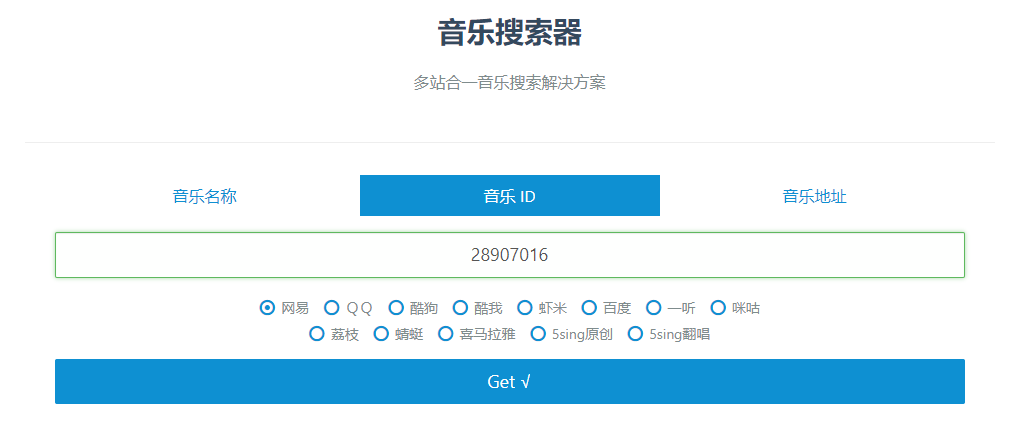 音乐搜索器
多站合一音乐搜索解决方案
音乐名称 音乐 ID 音乐地址
28907016
网易 ＱＱ 酷狗 酷我 虾米 百度 一听 咪咕
荔枝 蜻蜓 喜马拉雅 5sing原创 5sing翻唱
Get √